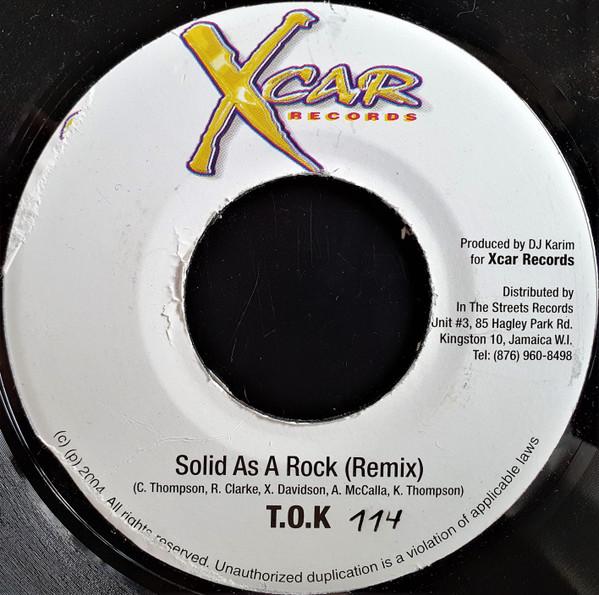 Xcar
RECORDS
Produced by DJ Karim
for Xcar Records
Distributed by
In The Streets Records
Unit #3, 85 Hagley Park Rd.
Kingston 10, Jamaica W.I.
Tel: (876) 960-8498
Solid As A Rock (Remix)
(C. Thompson, R. Clarke, X. Davidson, A. McCalla, K. Thompson)
T.O.K 114
(c) (p) 2004. All rights reserved. Unauthorized duplication is a violation of applicable laws